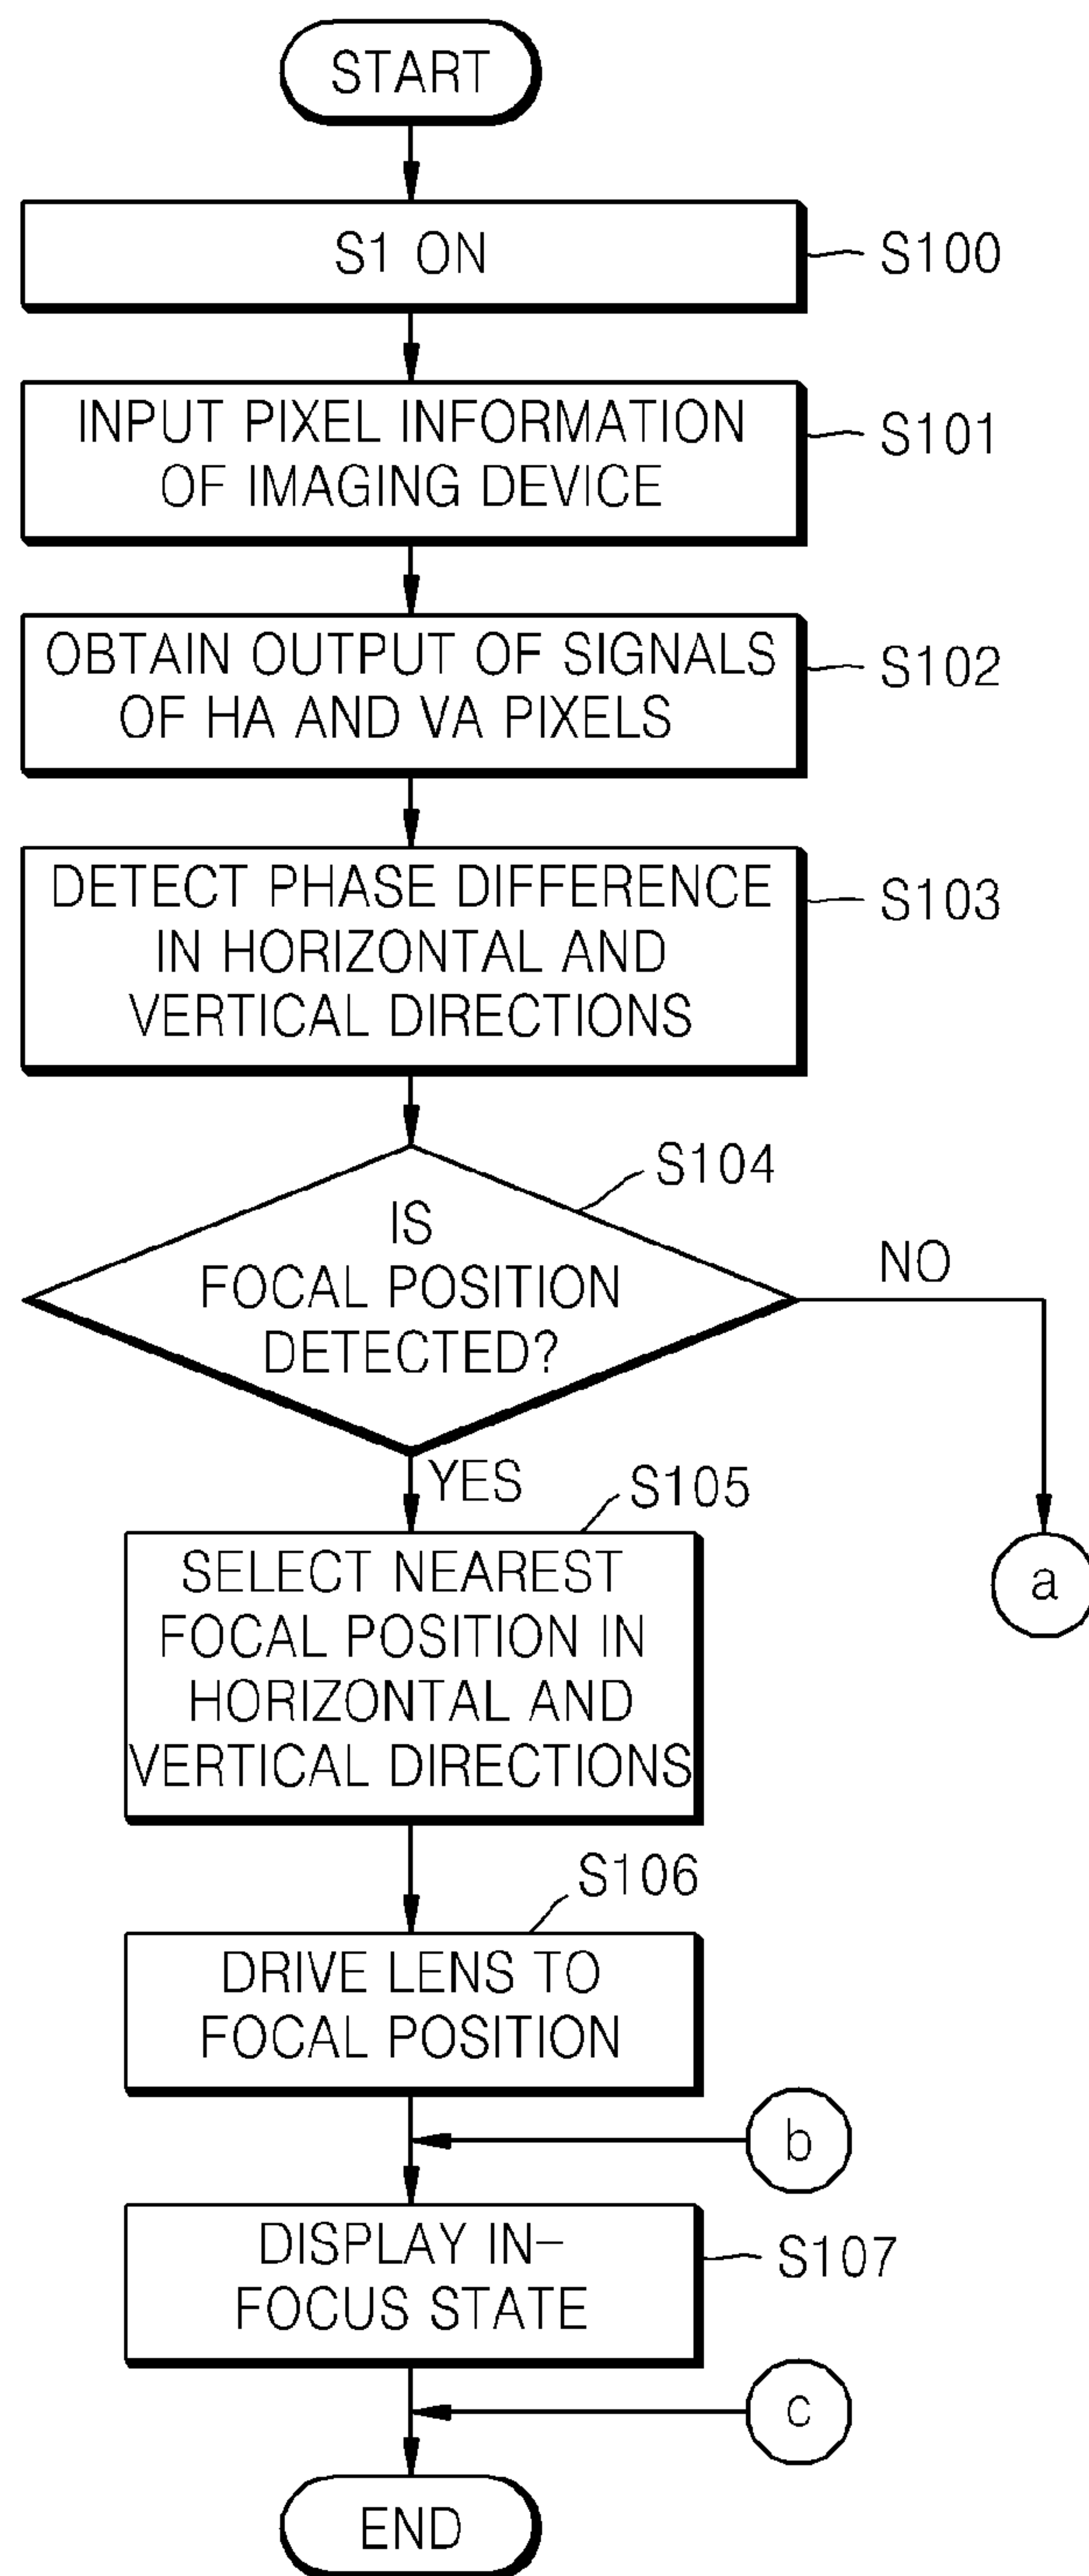 START
S1 ON
S100
INPUT PIXEL INFORMATION
OF IMAGING DEVICE
S101
OBTAIN OUTPUT OF SIGNALS
OF HA AND VA PIXELS
S102
DETECT PHASE DIFFERENCE
IN HORIZONTAL AND
VERTICAL DIRECTIONS
S103
S104
IS
FOCAL POSITION
DETECTED?
NO
YES
S105
SELECT NEAREST
FOCAL POSITION IN
HORIZONTAL AND
VERTICAL DIRECTIONS
a
S106
DRIVE LENS TO
FOCAL POSITION
b
DISPLAY IN-
FOCUS STATE
S107
c
END